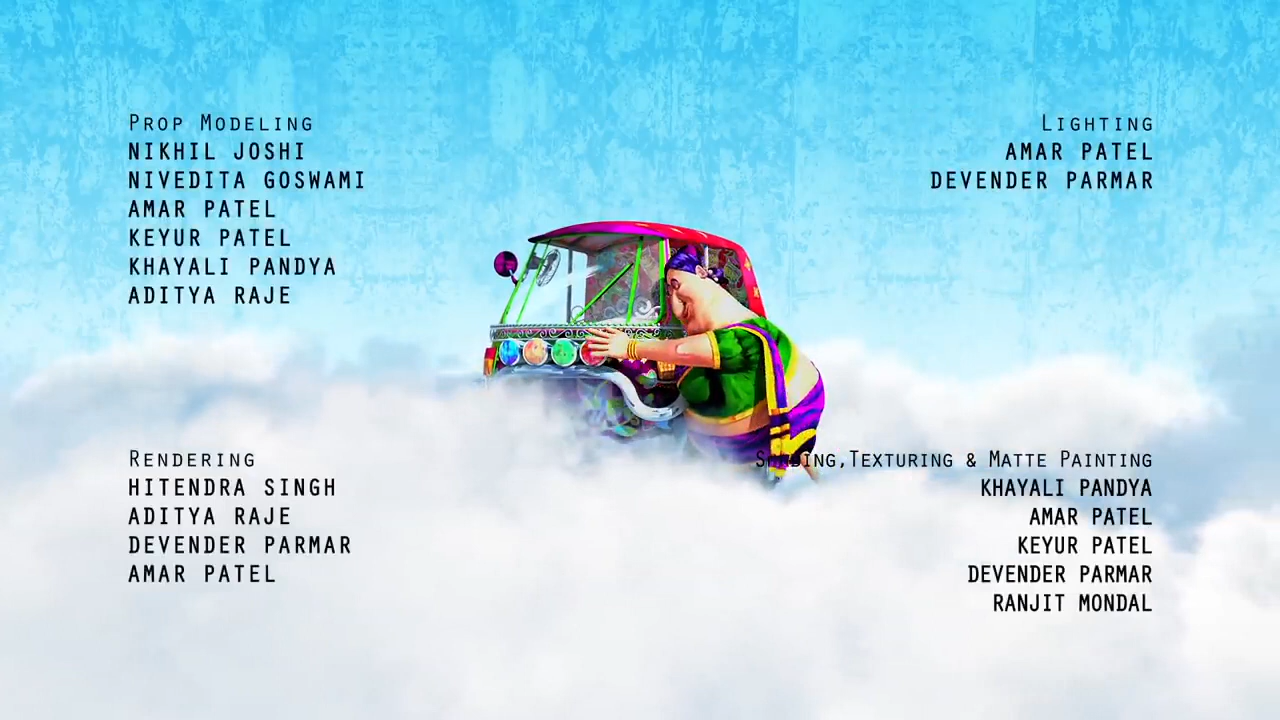 Prop Modeling
NIKHIL JOSHI
NIVEDITA GOSWAMI
AMAR PATEL
KEYUR PATEL
KHAYALI PANDYA
ADITYA RAJE
Lighting
AMAR PATEL
DEVENDER PARMAR
Rendering
HITENDRA SINGH
ADITYA RAJE
DEVENDER PARMAR
AMAR PATEL
Shading,Texturing & Matte Painting
KHAYALI PANDYA
AMAR PATEL
KEYUR PATEL
DEVENDER PARMAR
RANJIT MONDAL